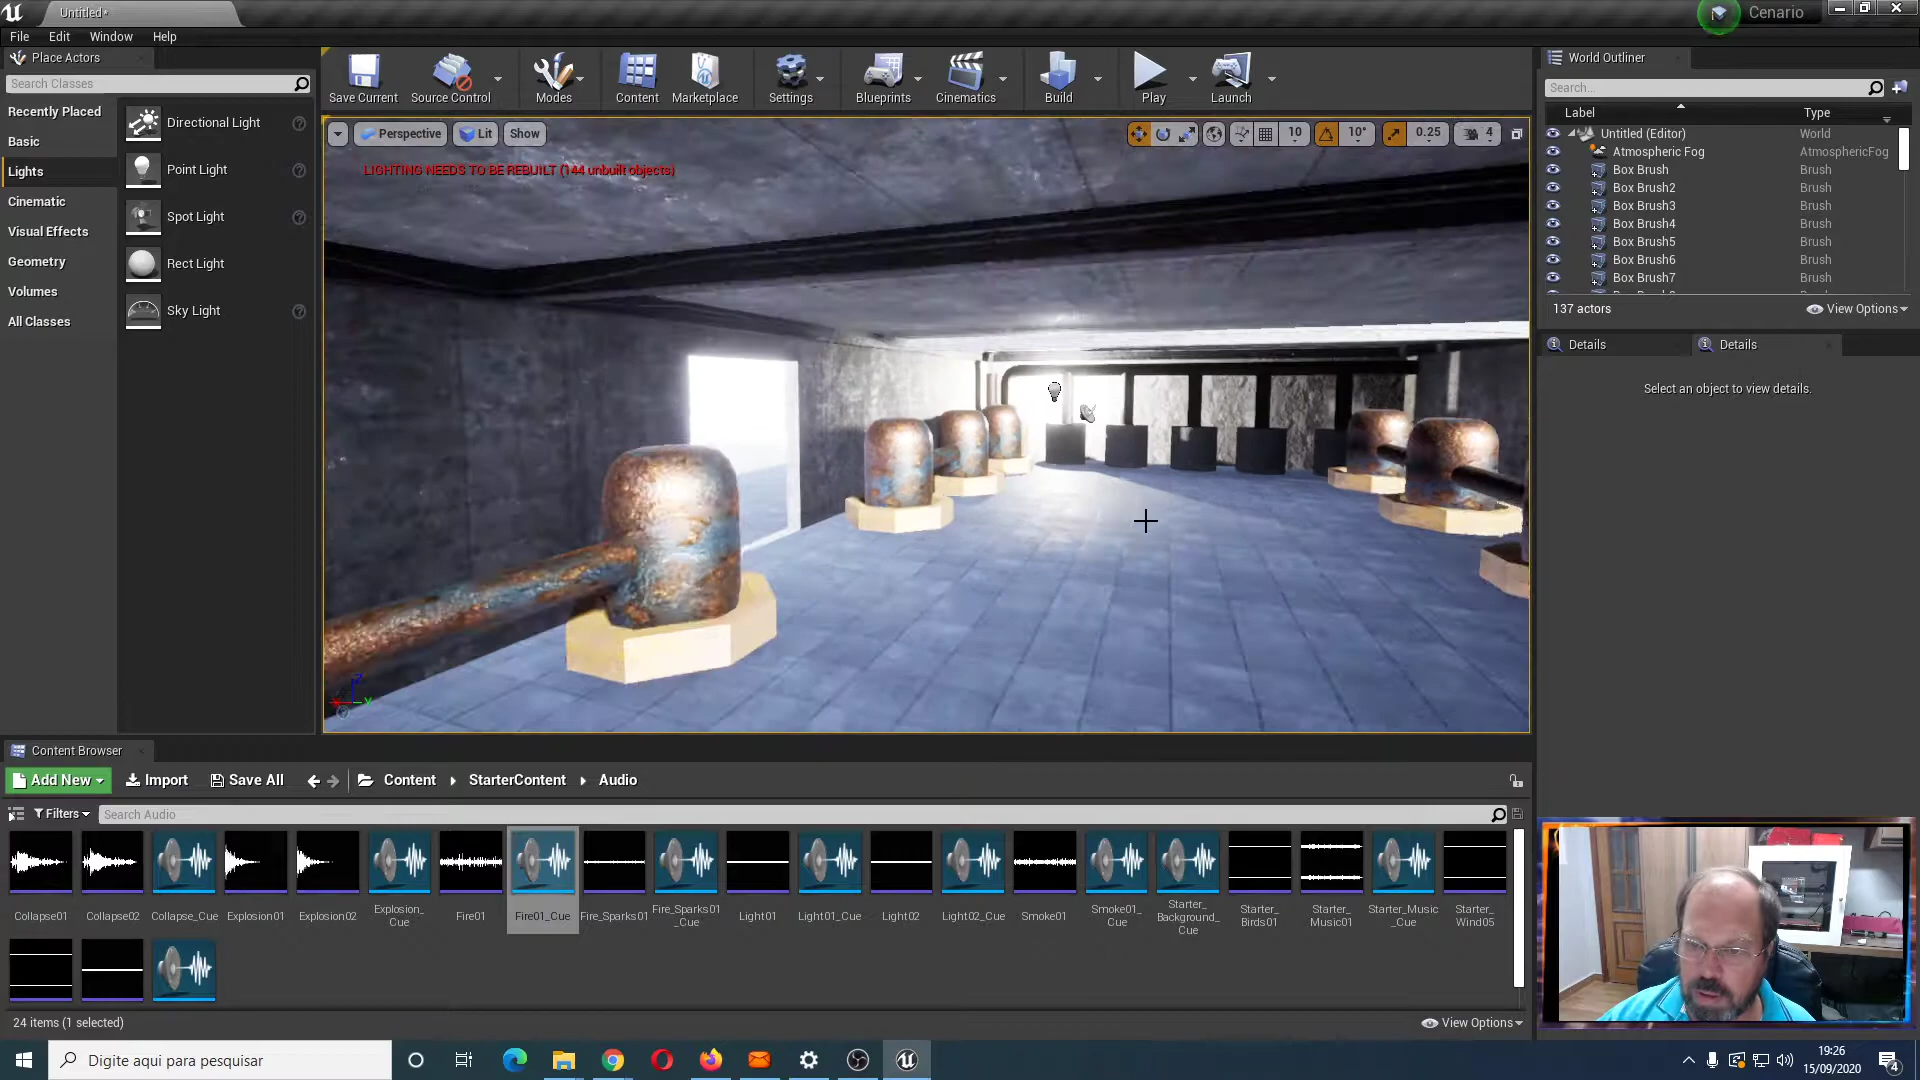 Untitled*
Cenario
File Edit Window Help
Place Actors
Search Classes
Recently Placed
Basic
Lights
Cinematic
Visual Effects
Geometry
Volumes
All Classes
Directional Light
Point Light
Spot Light
Rect Light
Sky Light
Save Current
Source Control
Modes
Content
Marketplace
Settings
Blueprints
Cinematics
Build
Play
Launch
Perspective
Lit
Show
10
10°
0.25
4
LIGHTING NEEDS TO BE REBUILT (144 unbuilt objects)
World Outliner
Search...
Label Type
Untitled (Editor) World
Atmospheric Fog AtmosphericFog
Box Brush Brush
Box Brush2 Brush
Box Brush3 Brush
Box Brush4 Brush
Box Brush5 Brush
Box Brush6 Brush
Box Brush7 Brush
137 actors
View Options
Details
Details
Select an object to view details.
Content Browser
Add New
Import
Save All
Content
StarterContent
Audio
Filters
Search Audio
Collapse01
Collapse02
Collapse_Cue
Explosion01
Explosion02
Explosion_
Cue
Fire01
Fire01_Cue
Fire_Sparks01
Fire_Sparks01
_Cue
Light01
Light01_Cue
Light02
Light02_Cue
Smoke01
Smoke01_
Cue
Starter_
Background_
Cue
Starter_
Birds01
Starter_
Music01
Starter_Music
_Cue
Starter_
Wind05
24 items (1 selected)
View Options
Digite aqui para pesquisar
19:26
15/09/2020
4